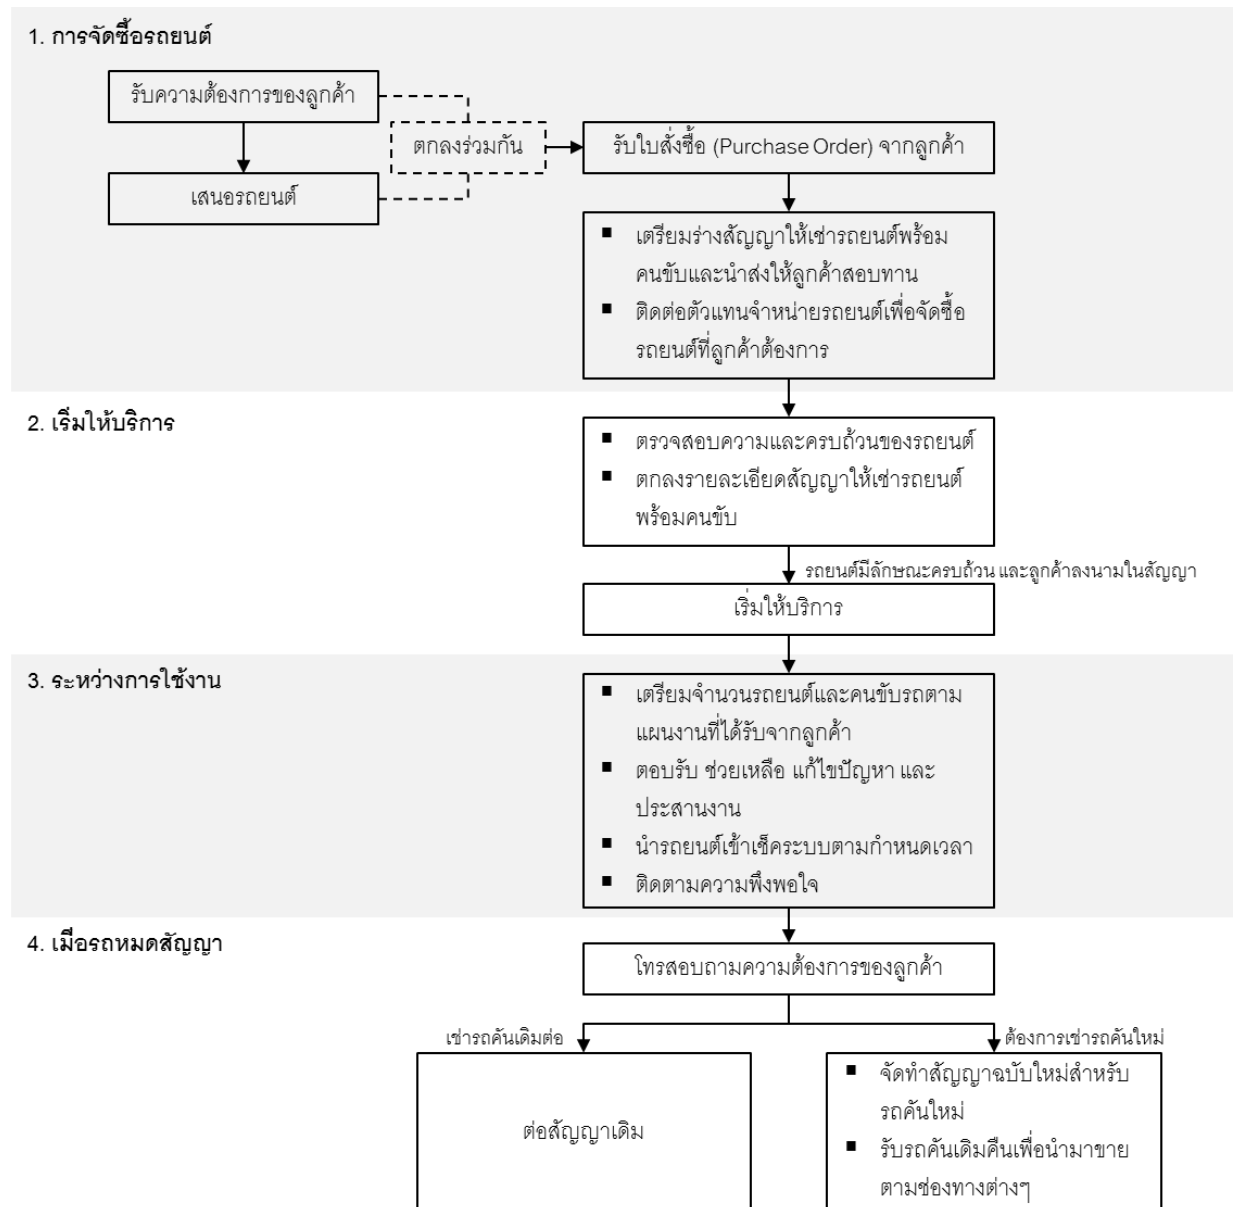 1. การจัดซื้อรถยนต์
รับความต้องการของลูกค้า
ตกลงร่วมกัน
รับใบสั่งซื้อ (Purchase Order) จากลูกค้า
เสนอรถยนต์
■ เตรียมร่างสัญญาให้เช่ารถยนต์พร้อม
คนขับและนำส่งให้ลูกค้าสอบทาน
■ ติดต่อตัวแทนจำหน่ายรถยนต์เพื่อจัดซื้อ
รถยนต์ที่ลูกค้าต้องการ
2. เริ่มให้บริการ
■ ตรวจสอบความและครบถ้วนของรถยนต์
■ ตกลงรายละเอียดสัญญาให้เช่ารถยนต์
พร้อมคนขับ
รถยนต์มีลักษณะครบถ้วน และลูกค้าลงนามในสัญญา
เริ่มให้บริการ
3. ระหว่างการใช้งาน
■ เตรียมจำนวนรถยนต์และคนขับรถตาม
แผนงานที่ได้รับจากลูกค้า
■ ตอบรับ ช่วยเหลือ แก้ไขปัญหา และ
ประสานงาน
■ นำรถยนต์เข้าเช็คระบบตามกำหนดเวลา
■ ติดตามความพึงพอใจ
4. เมื่อรถหมดสัญญา
โทรสอบถามความต้องการของลูกค้า
เช่ารถคันเดิมต่อ
ต้องการเช่ารถคันใหม่
ต่อสัญญาเดิม
■ จัดทำสัญญาฉบับใหม่สำหรับ
รถคันใหม่
■ รับรถคันเดิมคืนเพื่อนำมาขาย
ตามช่องทางต่างๆ